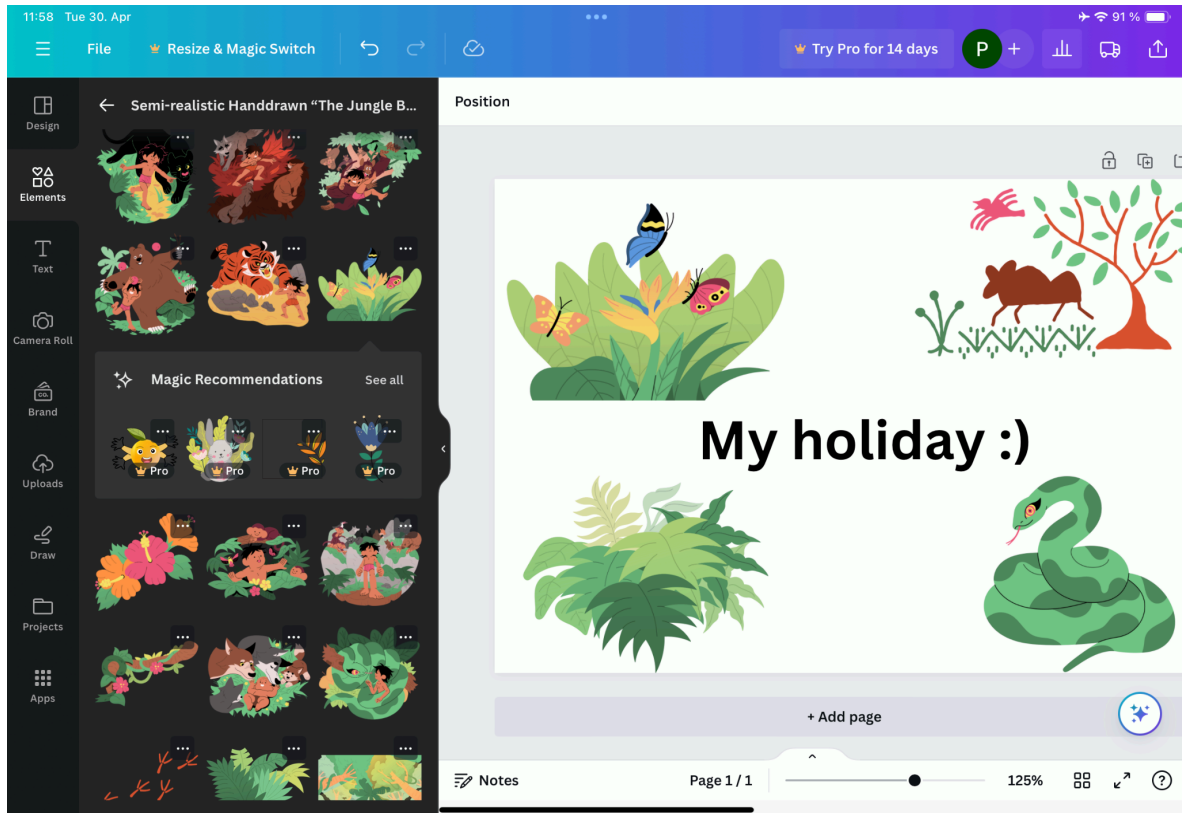 11:58 Tue 30. Apr
91 %
File
Resize & Magic Switch
Try Pro for 14 days
P
+
Design
Elements
Text
Camera Roll
Brand
Uploads
Draw
Projects
Apps
Semi-realistic Handdrawn “The Jungle B...
Magic Recommendations
See all
Pro
Pro
Pro
Pro
Position
My holiday :)
+ Add page
Notes
Page 1 / 1
125%
?